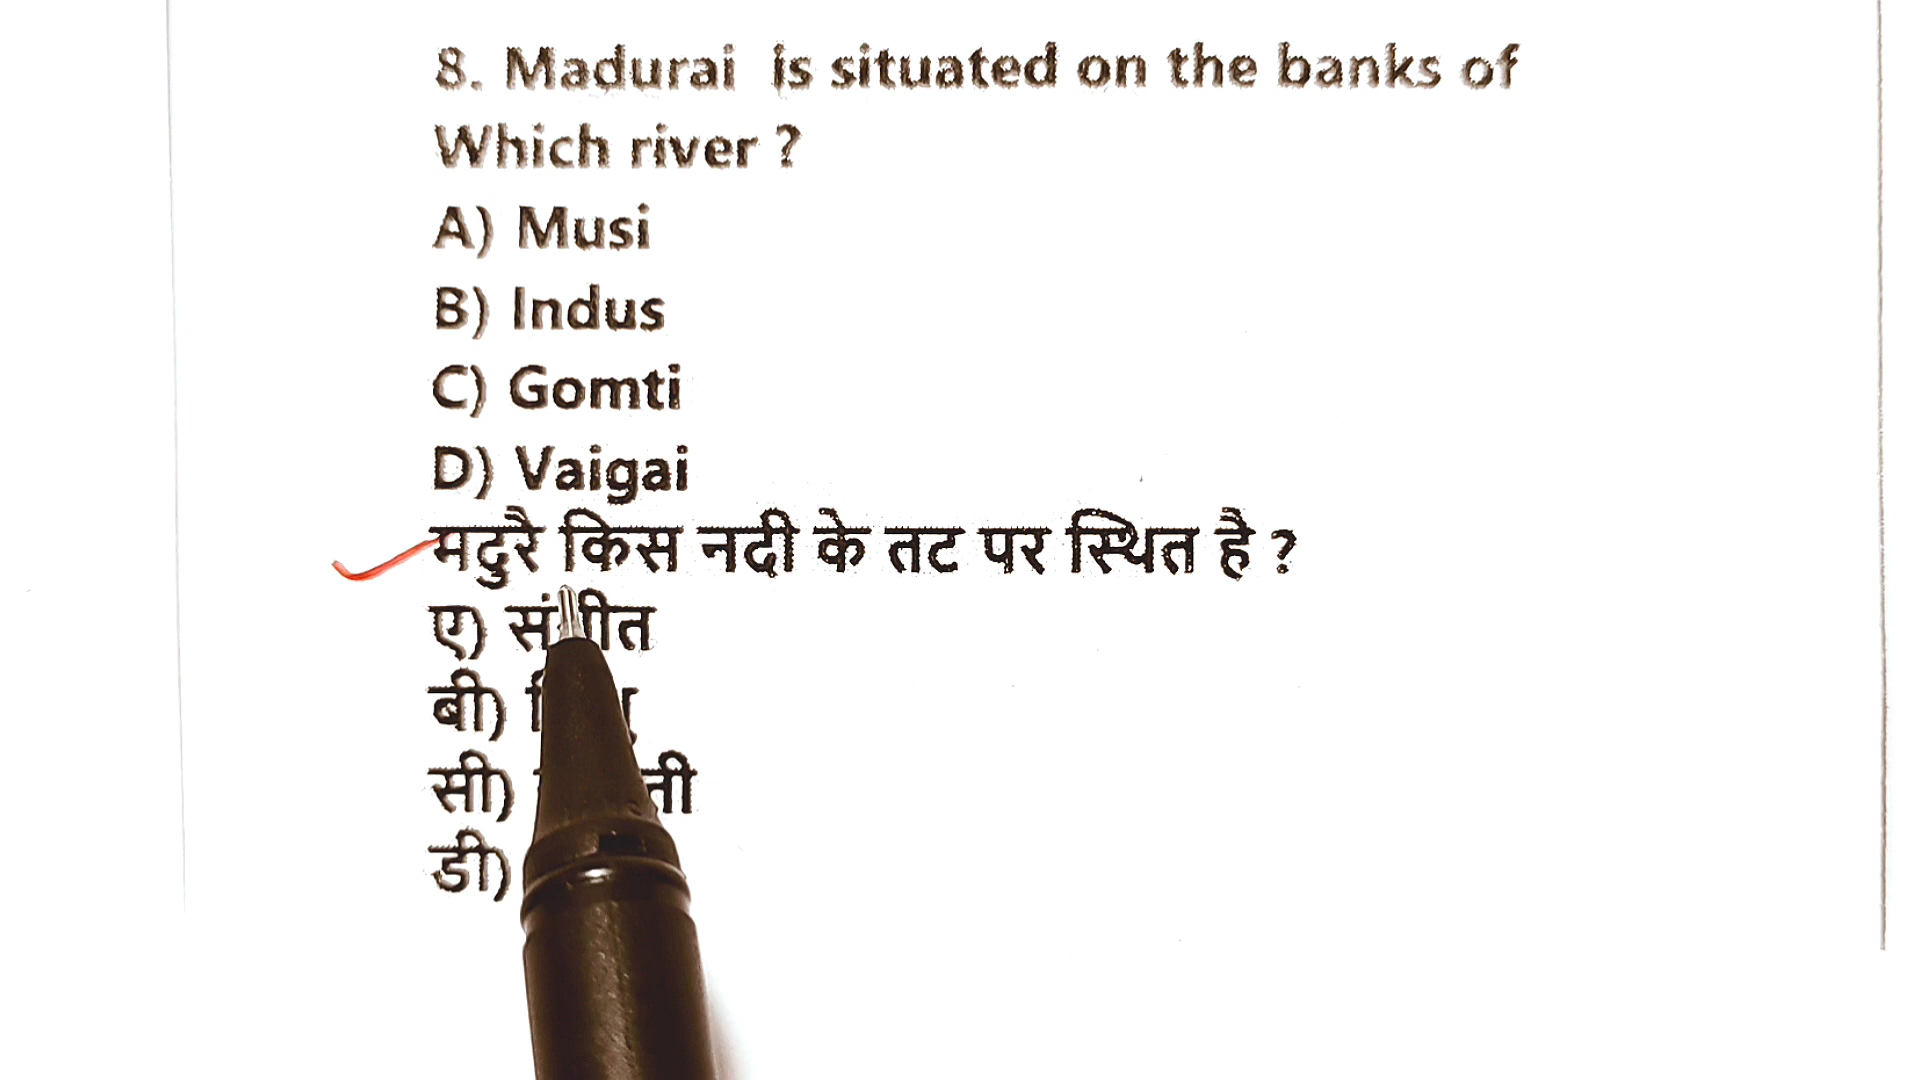 8. Madurai is situated on the banks of
Which river ?
A) Musi
B) Indus
C) Gomti
D) Vaigai
मदुरै किस नदी के तट पर स्थित है ?
ए)
बी)
सी)
डी)